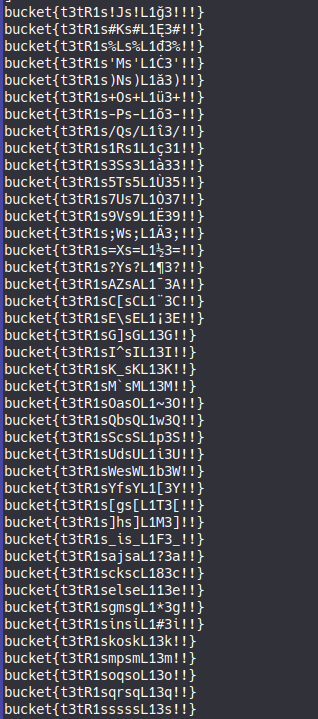 bucket{t3tR1s!Js!L1ğ3!!!}
bucket{t3tR1s#Ks#L1Ę3#!!}
bucket{t3tR1s%Ls%L1đ3%!!}
bucket{t3tR1s'Ms'L1Ċ3'!!}
bucket{t3tR1s)Ns)L1ă3)!!}
bucket{t3tR1s+Os+L1ü3+!!}
bucket{t3tR1s-Ps-L1õ3-!!}
bucket{t3tR1s/Qs/L1î3/!!}
bucket{t3tR1s1Rs1L1ç31!!}
bucket{t3tR1s3Ss3L1à33!!}
bucket{t3tR1s5Ts5L1Ù35!!}
bucket{t3tR1s7Us7L1Ò37!!}
bucket{t3tR1s9Vs9L1Ë39!!}
bucket{t3tR1s;Ws;L1Ä3;!!}
bucket{t3tR1s=Xs=L1½3=!!}
bucket{t3tR1s?Ys?L1¶3?!!}
bucket{t3tR1sAZsAL1¯3A!!}
bucket{t3tR1sC[sCL1¨3C!!}
bucket{t3tR1sE\sEL1¡3E!!}
bucket{t3tR1sG]sGL13G!!}
bucket{t3tR1sI^sIL13I!!}
bucket{t3tR1sK_sKL13K!!}
bucket{t3tR1sM`sML13M!!}
bucket{t3tR1sOasOL1~3O!!}
bucket{t3tR1sQbsQL1w3Q!!}
bucket{t3tR1sScsSL1p3S!!}
bucket{t3tR1sUdsUL1i3U!!}
bucket{t3tR1sWesWL1b3W!!}
bucket{t3tR1sYfsYL1[3Y!!}
bucket{t3tR1s[gs[L1T3[!!}
bucket{t3tR1s]hs]L1M3]!!}
bucket{t3tR1s_is_L1F3_!!}
bucket{t3tR1sajsaL1?3a!!}
bucket{t3tR1sckscL183c!!}
bucket{t3tR1selseL113e!!}
bucket{t3tR1sgmsgL1*3g!!}
bucket{t3tR1sinsiL1#3i!!}
bucket{t3tR1skoskL13k!!}
bucket{t3tR1smpsmL13m!!}
bucket{t3tR1soqsoL13o!!}
bucket{t3tR1sqrsqL13q!!}
bucket{t3tR1sssssL13s!!}